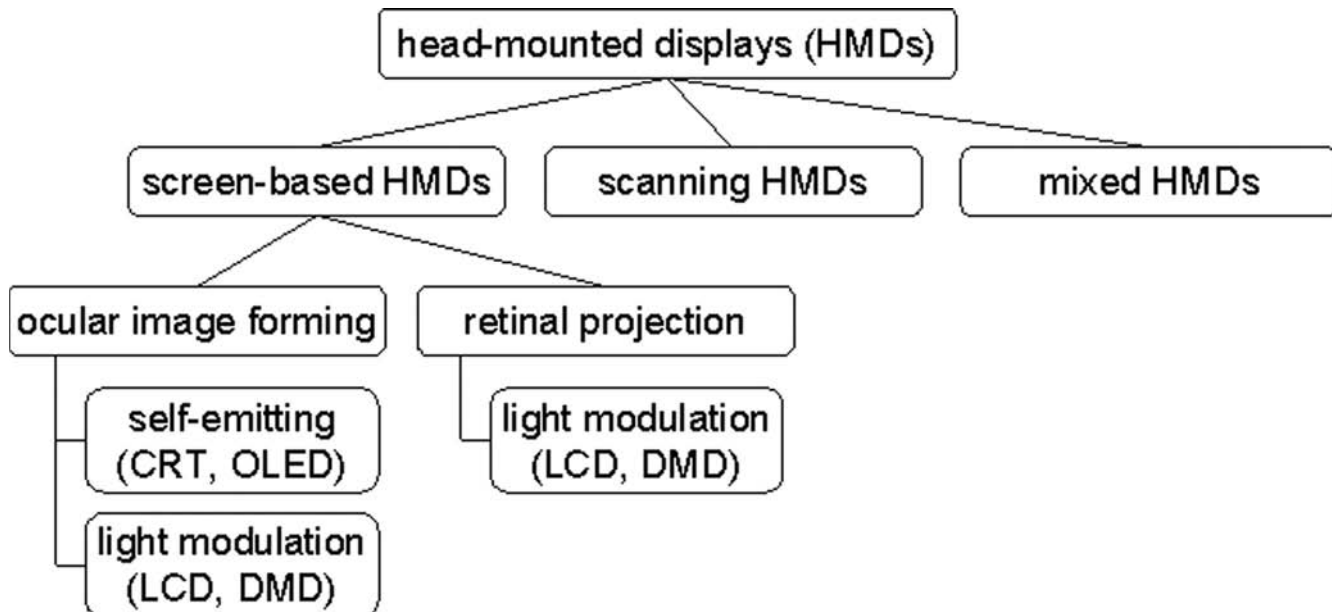 head-mounted displays (HMDs)
screen-based HMDs
scanning HMDs
mixed HMDs
ocular image forming
retinal projection
self-emitting
(CRT, OLED)
light modulation
(LCD, DMD)
light modulation
(LCD, DMD)